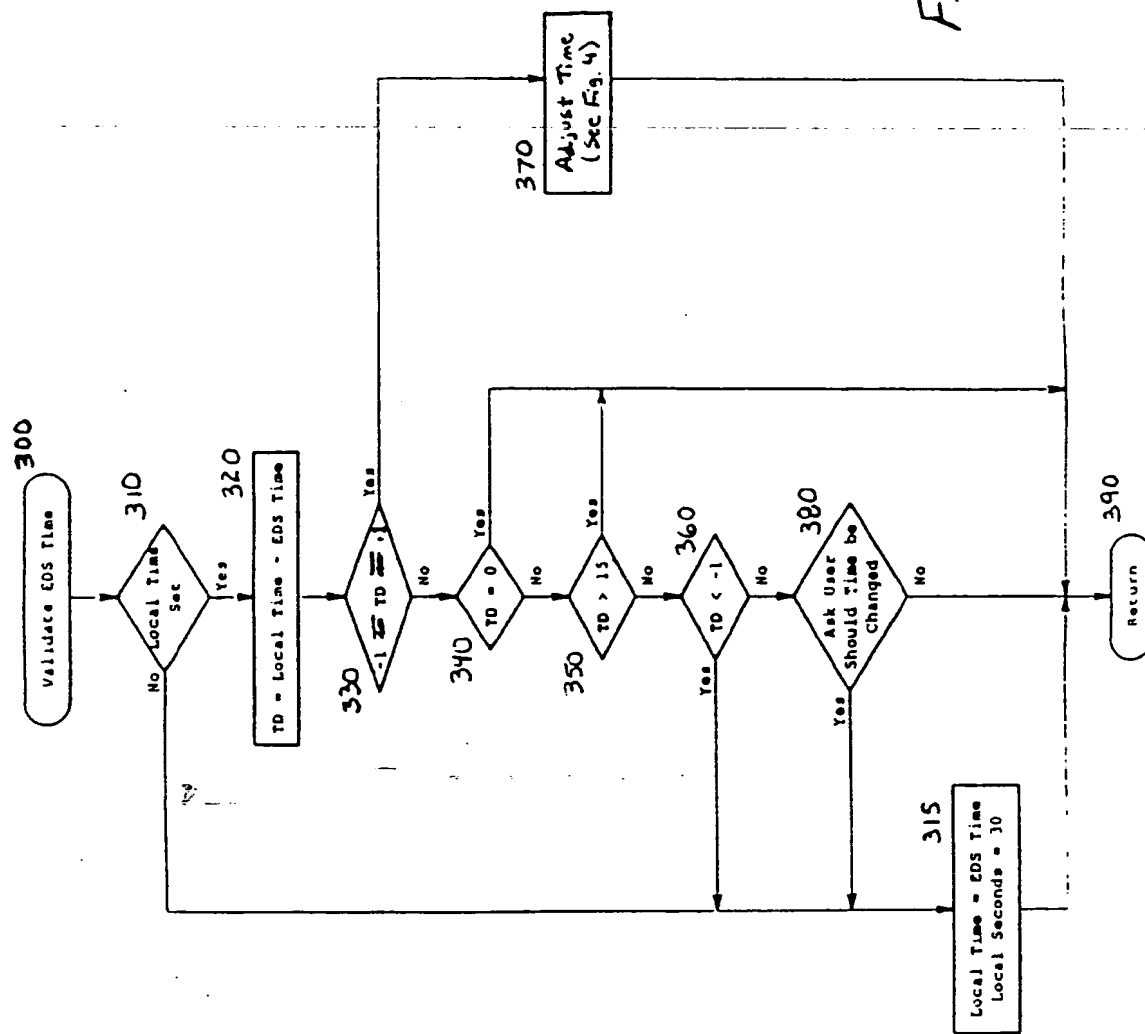 300
Validate EDS Time
310
Local Time
Set
No
Yes
320
TD = Local Time - EDS Time
330
Yes
No
340
TD = 0
Yes
No
350
TD > 15
Yes
No
360
TD < -1
Yes
No
370
Adjust Time
(See Fig. 4)
380
Ask User
Should Time be
Changed
Yes
No
315
Local Time = EDS Time
Local Seconds = 30
390
Return